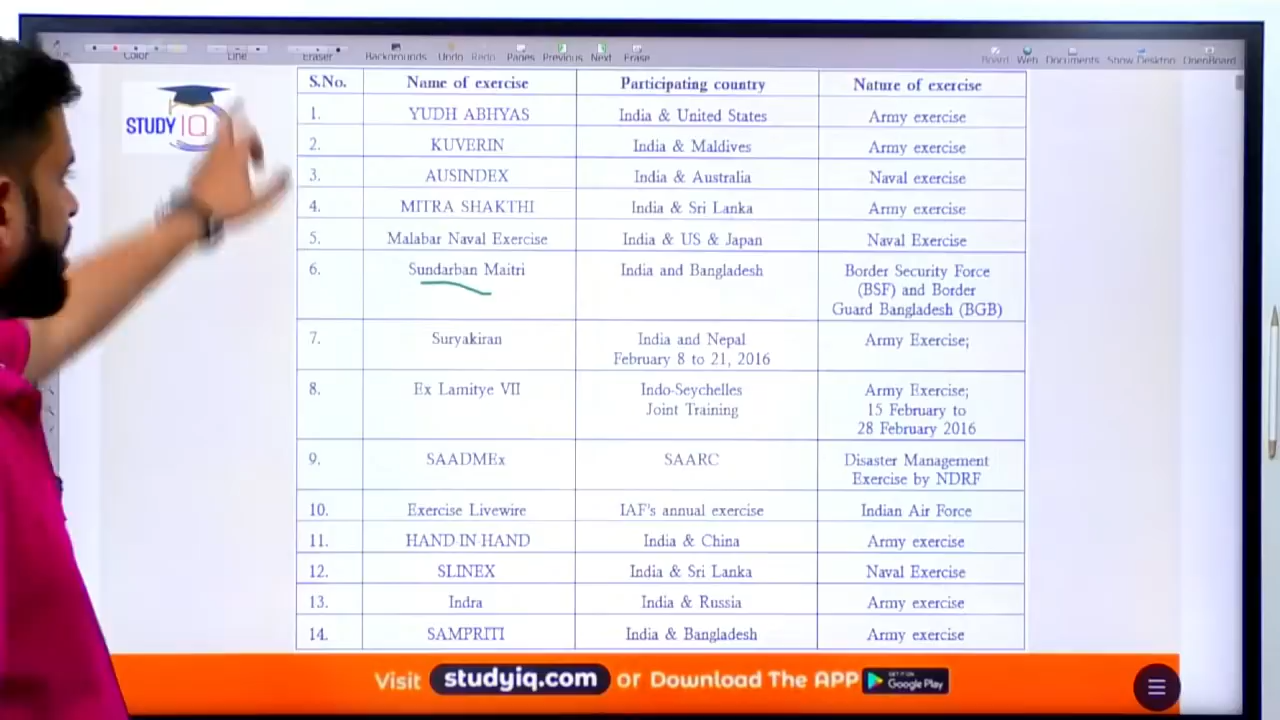 Color Line Eraser Backgrounds Undo Redo Pages Previous Next Erase Board Web Documents Show Desktop OpenBoard
STUDY IQ
S.No. Name of exercise Participating country Nature of exercise
1. YUDH ABHYAS India & United States Army exercise
2. KUVERIN India & Maldives Army exercise
3. AUSINDEX India & Australia Naval exercise
4. MITRA SHAKTHI India & Sri Lanka Army exercise
5. Malabar Naval Exercise India & US & Japan Naval Exercise
6. Sundarban Maitri India and Bangladesh Border Security Force
(BSF) and Border
Guard Bangladesh (BGB)
7. Suryakiran India and Nepal Army Exercise;
February 8 to 21, 2016
8. Ex Lamitye VII Indo-Seychelles Army Exercise;
Joint Training 15 February to
28 February 2016
9. SAADMEx SAARC Disaster Management
Exercise by NDRF
10. Exercise Livewire IAF's annual exercise Indian Air Force
11. HAND IN HAND India & China Army exercise
12. SLINEX India & Sri Lanka Naval Exercise
13. Indra India & Russia Army exercise
14. SAMPRITI India & Bangladesh Army exercise
Visit studyiq.com or Download The APP GET IT ON Google Play